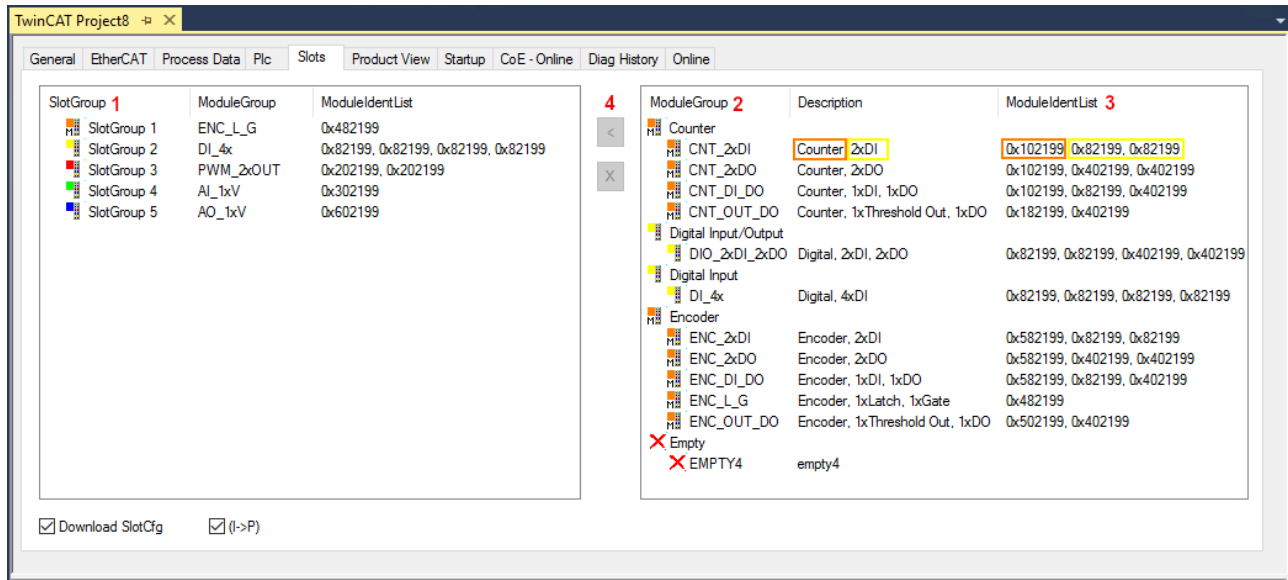 TwinCAT Project8
General EtherCAT Process Data Plc Slots Product View Startup CoE - Online Diag History Online
SlotGroup 1 ModuleGroup ModuleIdentList
SlotGroup 1 ENC_L_G 0x482199
SlotGroup 2 DI_4x 0x82199, 0x82199, 0x82199, 0x82199
SlotGroup 3 PWM_2xOUT 0x202199, 0x202199
SlotGroup 4 AI_1xV 0x302199
SlotGroup 5 AO_1xV 0x602199
4
<
X
ModuleGroup 2 Description ModuleIdentList 3
Counter
CNT_2xDI Counter, 2xDI 0x102199, 0x82199, 0x82199
CNT_2xDO Counter, 2xDO 0x102199, 0x402199, 0x402199
CNT_DI_DO Counter, 1xDI, 1xDO 0x102199, 0x82199, 0x402199
CNT_OUT_DO Counter, 1xThreshold Out, 1xDO 0x182199, 0x402199
Digital Input/Output
DIO_2xDI_2xDO Digital, 2xDI, 2xDO 0x82199, 0x82199, 0x402199, 0x402199
Digital Input
DI_4x Digital, 4xDI 0x82199, 0x82199, 0x82199, 0x82199
Encoder
ENC_2xDI Encoder, 2xDI 0x582199, 0x82199, 0x82199
ENC_2xDO Encoder, 2xDO 0x582199, 0x402199, 0x402199
ENC_DI_DO Encoder, 1xDI, 1xDO 0x582199, 0x82199, 0x402199
ENC_L_G Encoder, 1xLatch, 1xGate 0x482199
ENC_OUT_DO Encoder, 1xThreshold Out, 1xDO 0x502199, 0x402199
Empty
EMPTY4 empty4
Download SlotCfg (I->P)